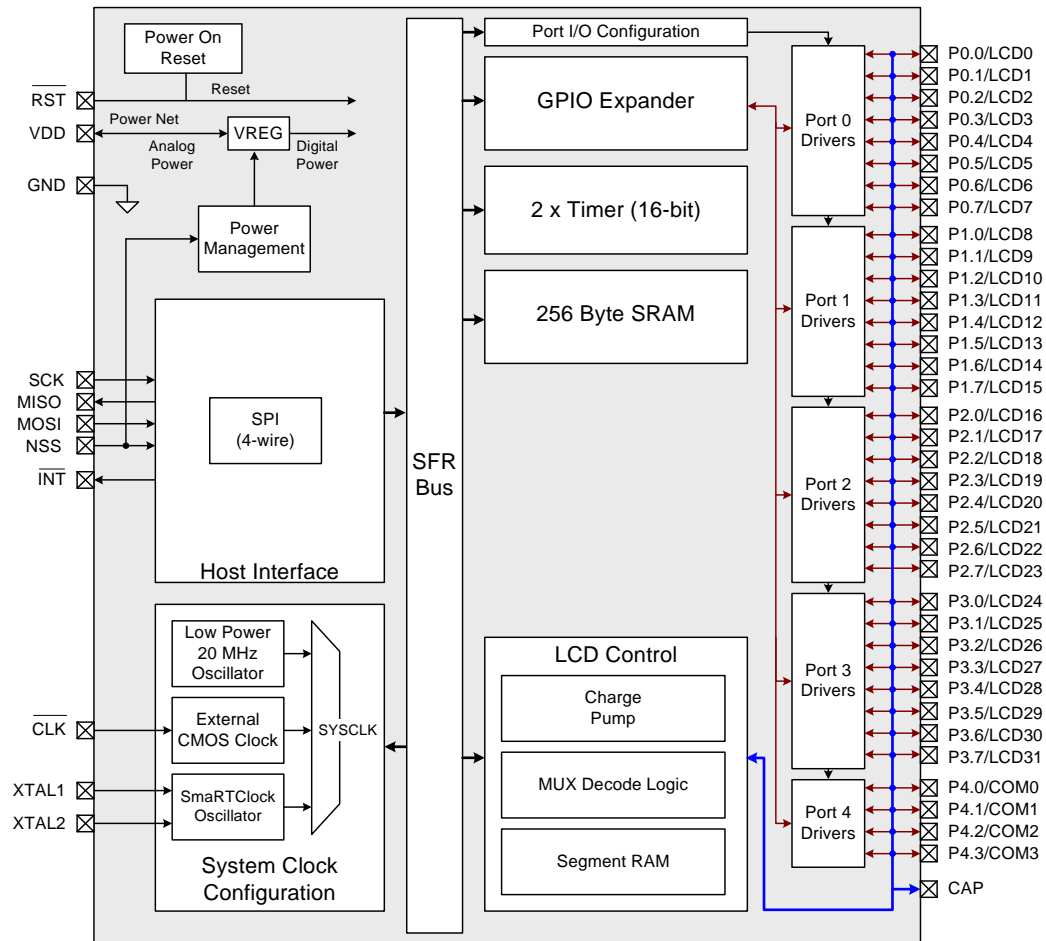 Power On
Reset
RST
Reset
VDD
Power Net
Analog
Power
VREG
Digital
Power
GND
Power
Management
SCK
MISO
MOSI
NSS
INT
SPI
(4-wire)
Host Interface
Low Power
20 MHz
Oscillator
CLK
External
CMOS Clock
SYSCLK
XTAL1
XTAL2
SmaRTClock
Oscillator
System Clock
Configuration
SFR
Bus
Port I/O Configuration
GPIO Expander
2 x Timer (16-bit)
256 Byte SRAM
LCD Control
Charge
Pump
MUX Decode Logic
Segment RAM
Port 0
Drivers
Port 1
Drivers
Port 2
Drivers
Port 3
Drivers
Port 4
Drivers
P0.0/LCD0
P0.1/LCD1
P0.2/LCD2
P0.3/LCD3
P0.4/LCD4
P0.5/LCD5
P0.6/LCD6
P0.7/LCD7
P1.0/LCD8
P1.1/LCD9
P1.2/LCD10
P1.3/LCD11
P1.4/LCD12
P1.5/LCD13
P1.6/LCD14
P1.7/LCD15
P2.0/LCD16
P2.1/LCD17
P2.2/LCD18
P2.3/LCD19
P2.4/LCD20
P2.5/LCD21
P2.6/LCD22
P2.7/LCD23
P3.0/LCD24
P3.1/LCD25
P3.2/LCD26
P3.3/LCD27
P3.4/LCD28
P3.5/LCD29
P3.6/LCD30
P3.7/LCD31
P4.0/COM0
P4.1/COM1
P4.2/COM2
P4.3/COM3
CAP